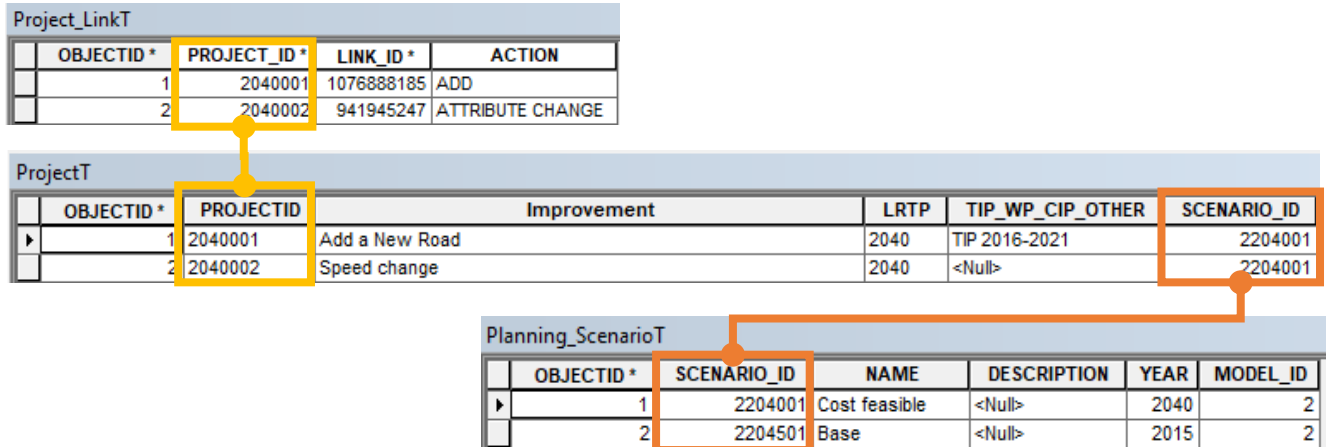 Project_LinkT
OBJECTID * PROJECT_ID * LINK_ID * ACTION
1 2040001 1076888185 ADD
2 2040002 941945247 ATTRIBUTE CHANGE
ProjectT
OBJECTID * PROJECTID Improvement LRTP TIP_WP_CIP_OTHER SCENARIO_ID
1 2040001 Add a New Road 2040 TIP 2016-2021 2204001
2 2040002 Speed change 2040 <Null> 2204001
Planning_ScenarioT
OBJECTID * SCENARIO_ID NAME DESCRIPTION YEAR MODEL_ID
1 2204001 Cost feasible <Null> 2040 2
2 2204501 Base <Null> 2015 2